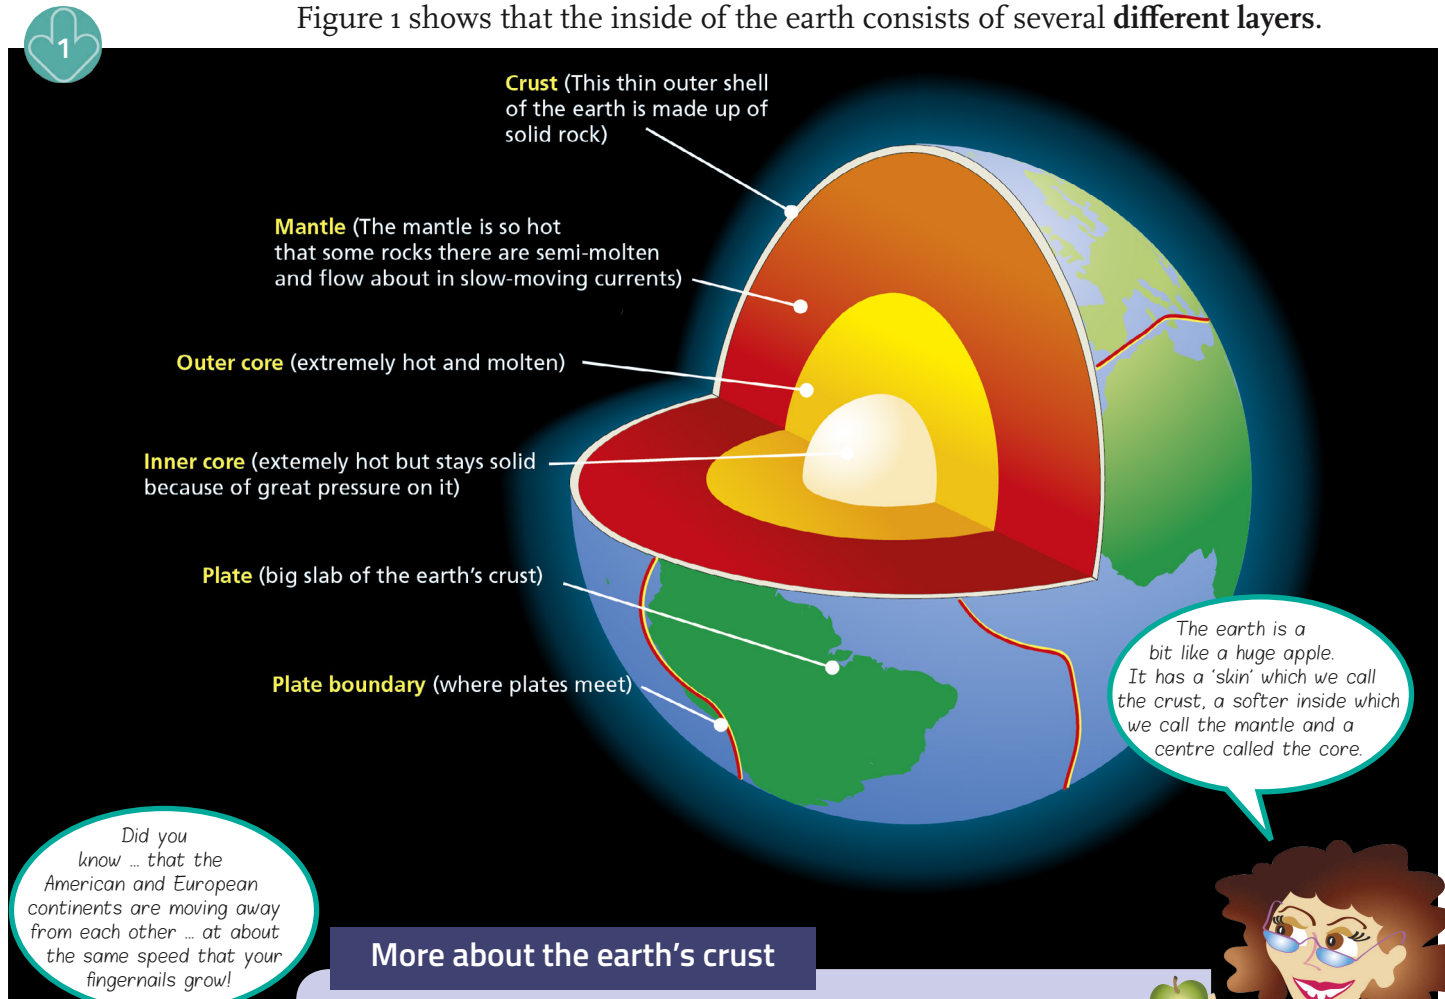 Figure 1 shows that the inside of the earth consists of several different layers.
1
Crust (This thin outer shell
of the earth is made up of
solid rock)
Mantle (The mantle is so hot
that some rocks there are semi-molten
and flow about in slow-moving currents)
Outer core (extremely hot and molten)
Inner core (extemely hot but stays solid
because of great pressure on it)
Plate (big slab of the earth's crust)
Plate boundary (where plates meet)
The earth is a
bit like a huge apple.
It has a 'skin' which we call
the crust, a softer inside which
we call the mantle and a
centre called the core.
Did you
know ... that the
American and European
continents are moving away
from each other ... at about
the same speed that your
fingernails grow!
More about the earth's crust